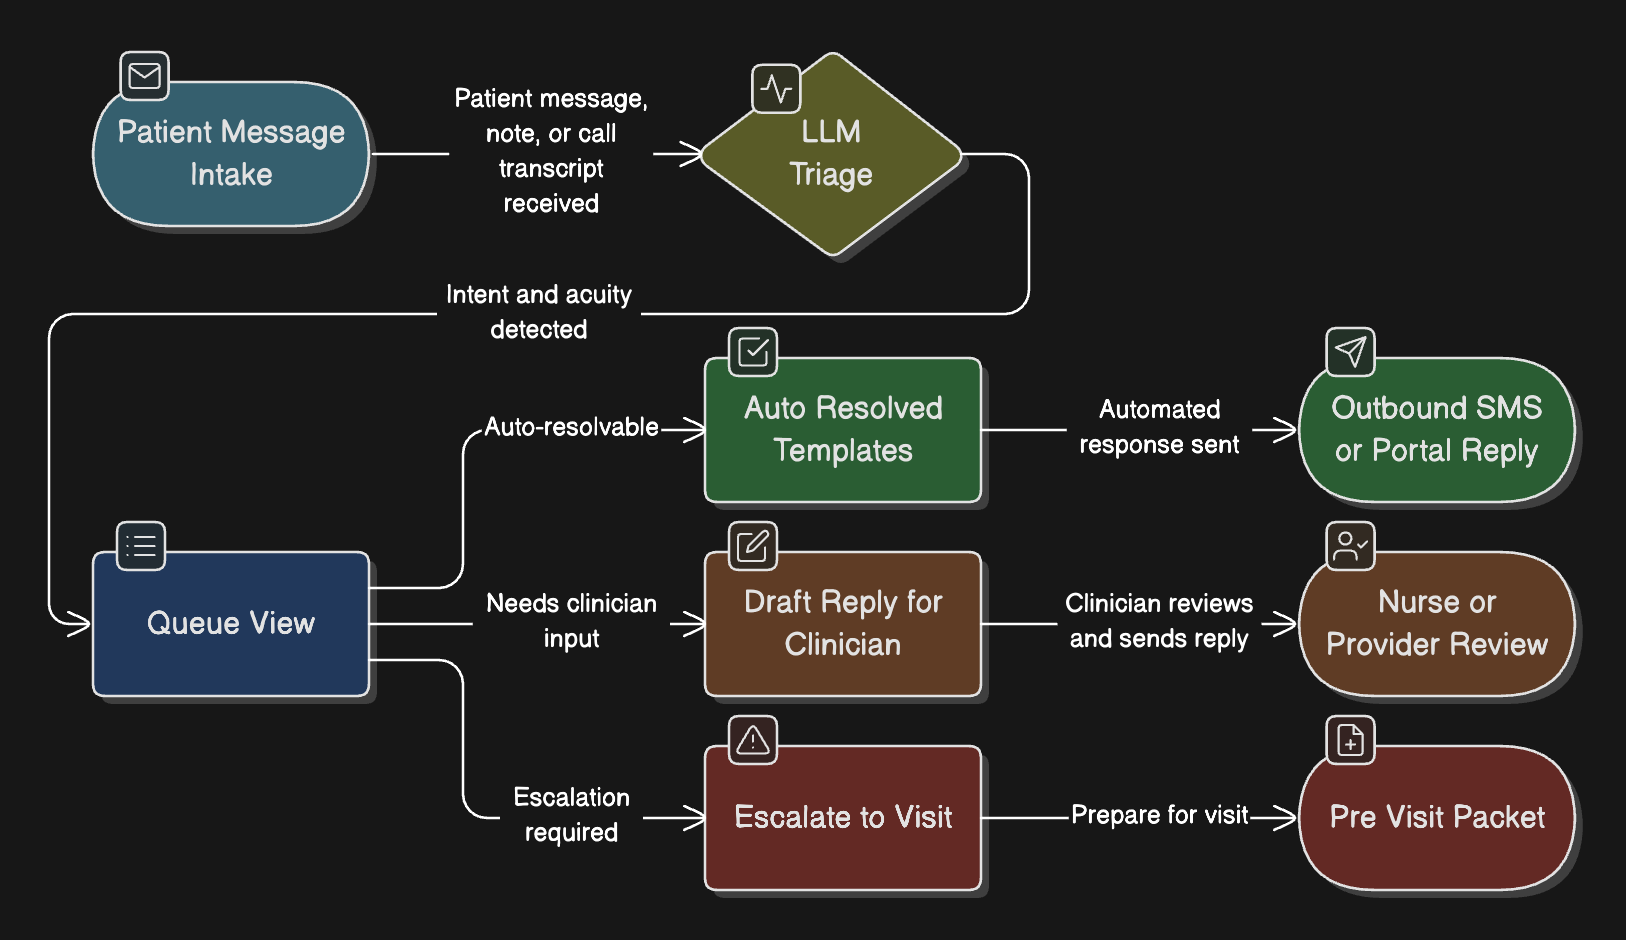 Patient Message
Intake
Patient message,
note, or call
transcript
received
LLM
Triage
Intent and acuity
detected
Queue View
Auto-resolvable
Auto Resolved
Templates
Automated
response sent
Outbound SMS
or Portal Reply
Needs clinician
input
Draft Reply for
Clinician
Clinician reviews
and sends reply
Nurse or
Provider Review
Escalation
required
Escalate to Visit
Prepare for visit
Pre Visit Packet